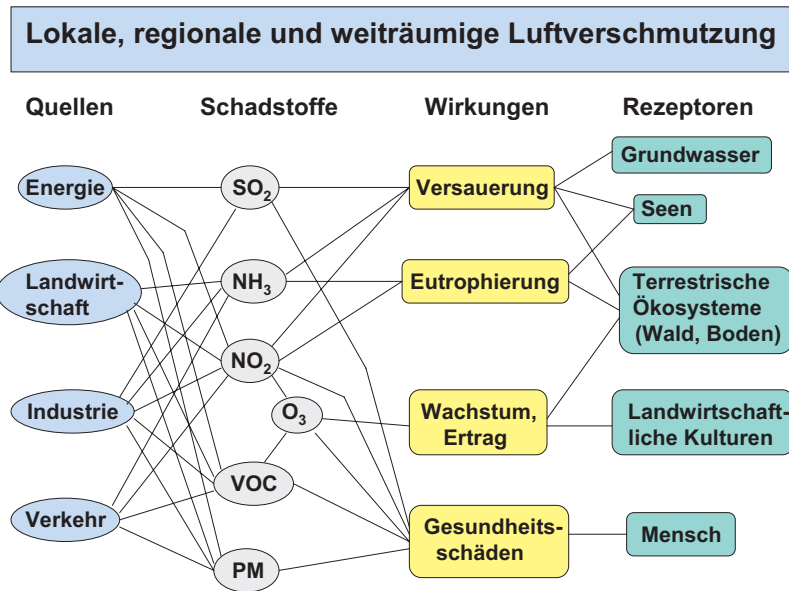 Lokale, regionale und weiträumige Luftverschmutzung
Quellen
Schadstoffe
Wirkungen
Rezeptoren
Energie
Landwirt-
schaft
Industrie
Verkehr
SO₂
NH₃
NO₂
O₃
VOC
PM
Versauerung
Eutrophierung
Wachstum,
Ertrag
Gesundheits-
schäden
Grundwasser
Seen
Terrestrische
Ökosysteme
(Wald, Boden)
Landwirtschaft-
liche Kulturen
Mensch